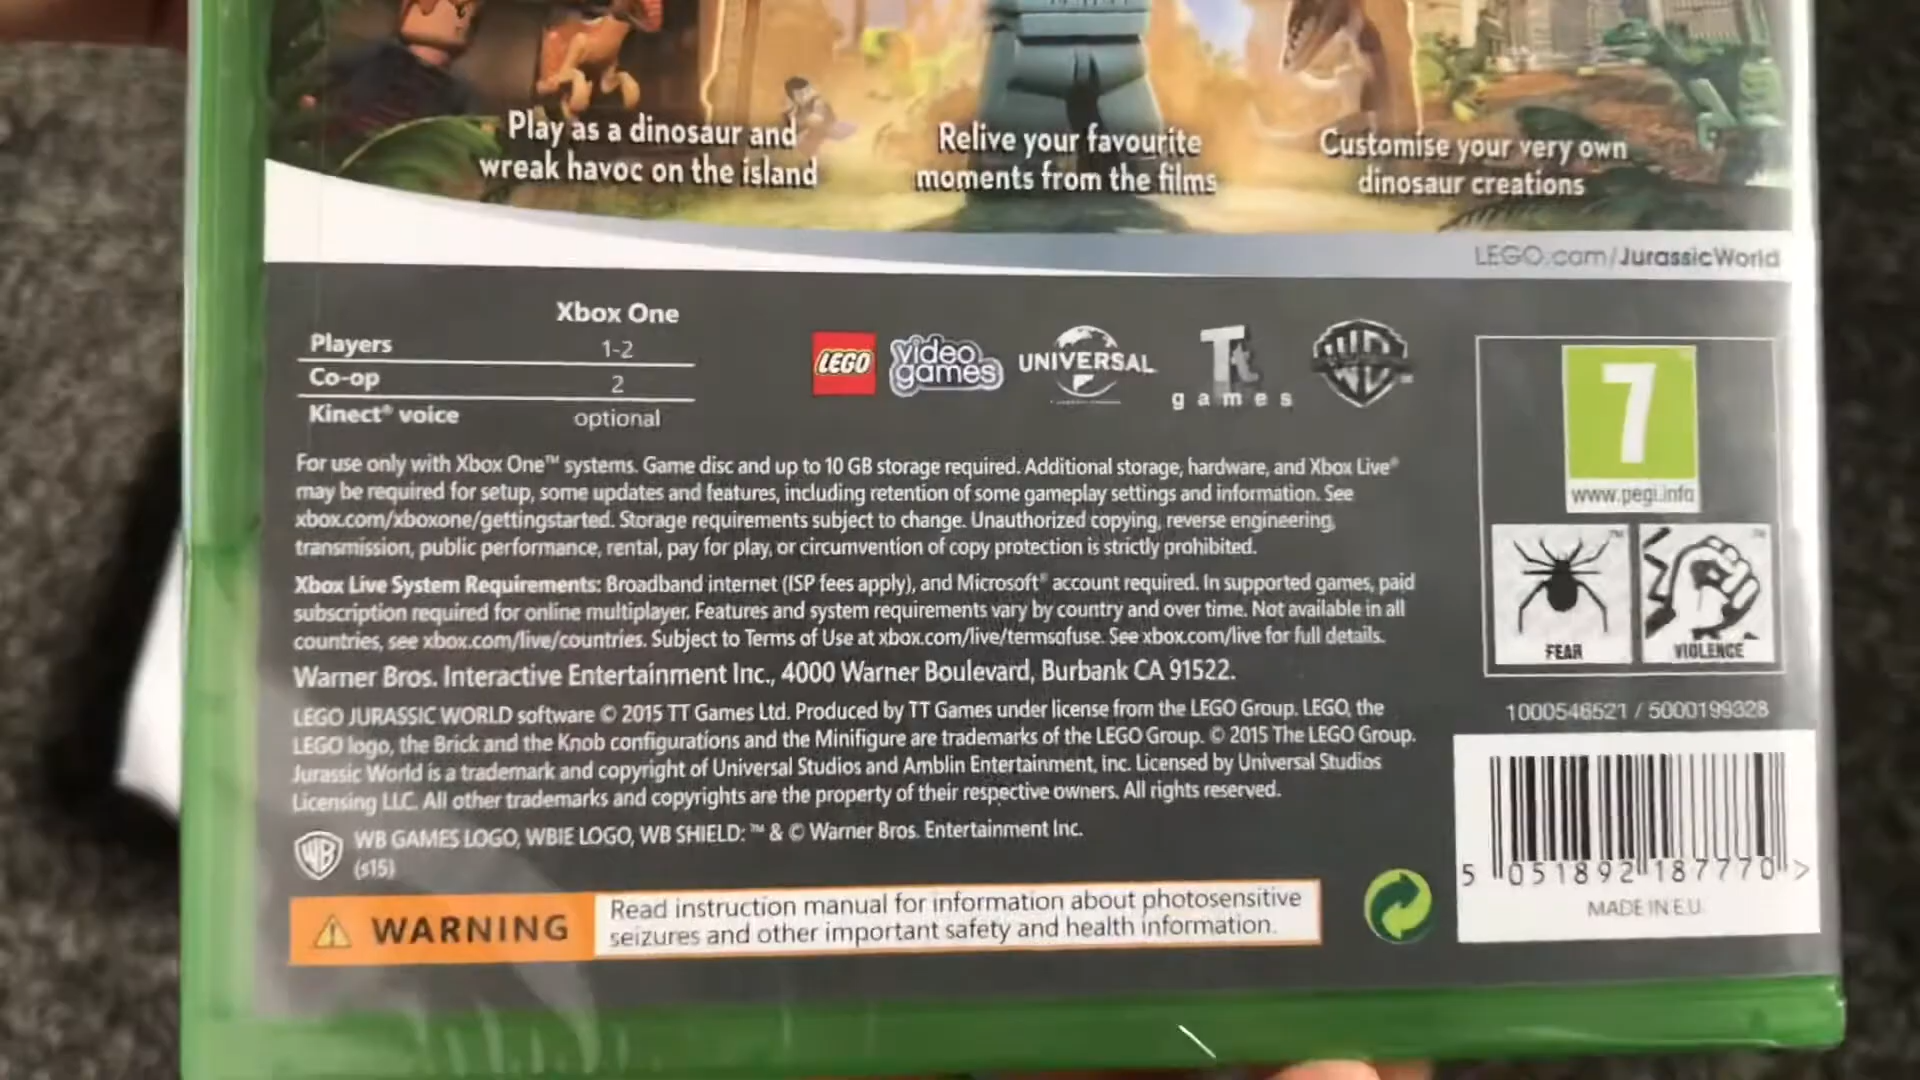 Play as a dinosaur and
wreak havoc on the island
Relive your favourite
moments from the films
Customise your very own
dinosaur creations
LEGO.com/JurassicWorld
Xbox One
Players 1-2
Co-op 2
Kinect® voice optional
LEGO
video
games
UNIVERSAL
Tt
games
WB
7
www.pegi.info
For use only with Xbox One™ systems. Game disc and up to 10 GB storage required. Additional storage, hardware, and Xbox Live®
may be required for setup, some updates and features, including retention of some gameplay settings and information. See
xbox.com/xboxone/gettingstarted. Storage requirements subject to change. Unauthorized copying, reverse engineering,
transmission, public performance, rental, pay for play, or circumvention of copy protection is strictly prohibited.
Xbox Live System Requirements: Broadband internet (ISP fees apply), and Microsoft® account required. In supported games, paid
subscription required for online multiplayer. Features and system requirements vary by country and over time. Not available in all
countries, see xbox.com/live/countries. Subject to Terms of Use at xbox.com/live/termsofuse. See xbox.com/live for full details.
FEAR
VIOLENCE
Warner Bros. Interactive Entertainment Inc., 4000 Warner Boulevard, Burbank CA 91522.
LEGO JURASSIC WORLD software © 2015 TT Games Ltd. Produced by TT Games under license from the LEGO Group. LEGO, the
LEGO logo, the Brick and the Knob configurations and the Minifigure are trademarks of the LEGO Group. © 2015 The LEGO Group.
Jurassic World is a trademark and copyright of Universal Studios and Amblin Entertainment, Inc. Licensed by Universal Studios
Licensing LLC. All other trademarks and copyrights are the property of their respective owners. All rights reserved.
1000546521 / 5000199328
WB WB GAMES LOGO, WBIE LOGO, WB SHIELD: ™ & © Warner Bros. Entertainment Inc.
(s15)
5 051892 187770 >
MADE IN E.U.
WARNING
Read instruction manual for information about photosensitive
seizures and other important safety and health information.